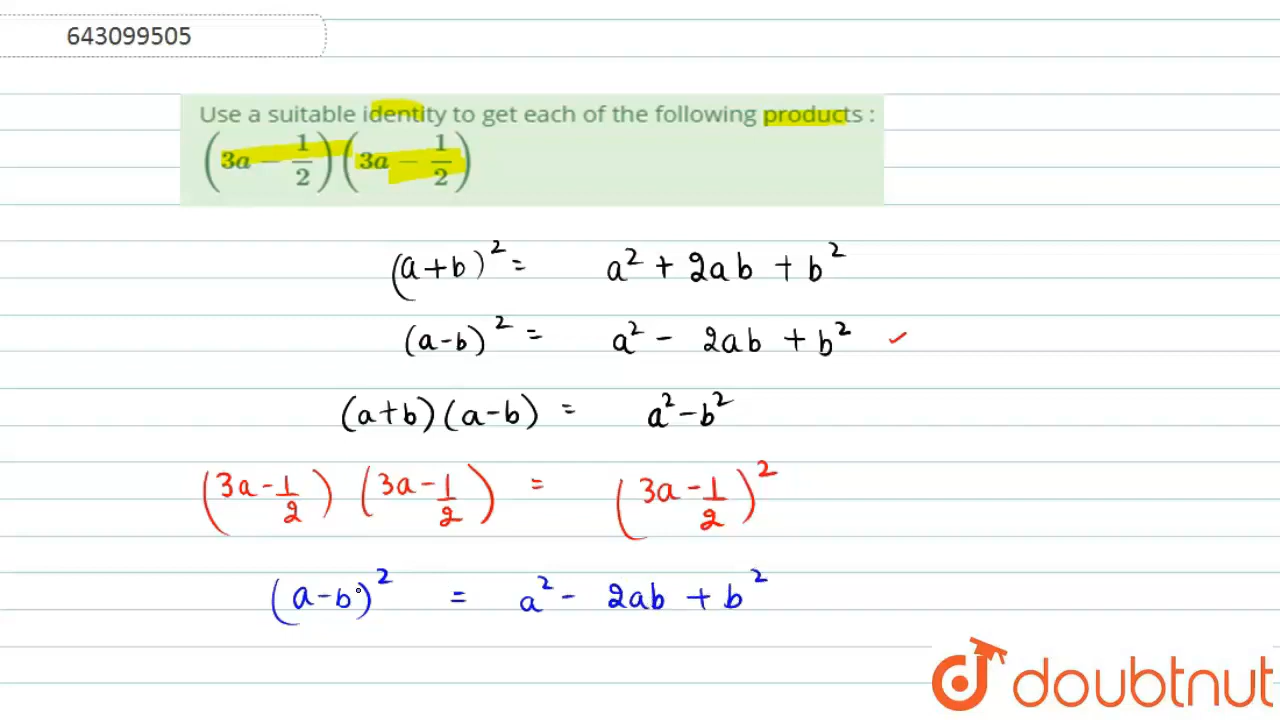 643099505
Use a suitable identity to get each of the following products :
(3a − 1/2)(3a − 1/2)
(a+b)² = a² + 2ab + b²
(a-b)² = a² - 2ab + b² ✓
(a+b)(a-b) = a² - b²
(3a - 1/2) (3a - 1/2) = (3a - 1/2)²
(a-b)² = a² - 2ab + b²
doubtnut